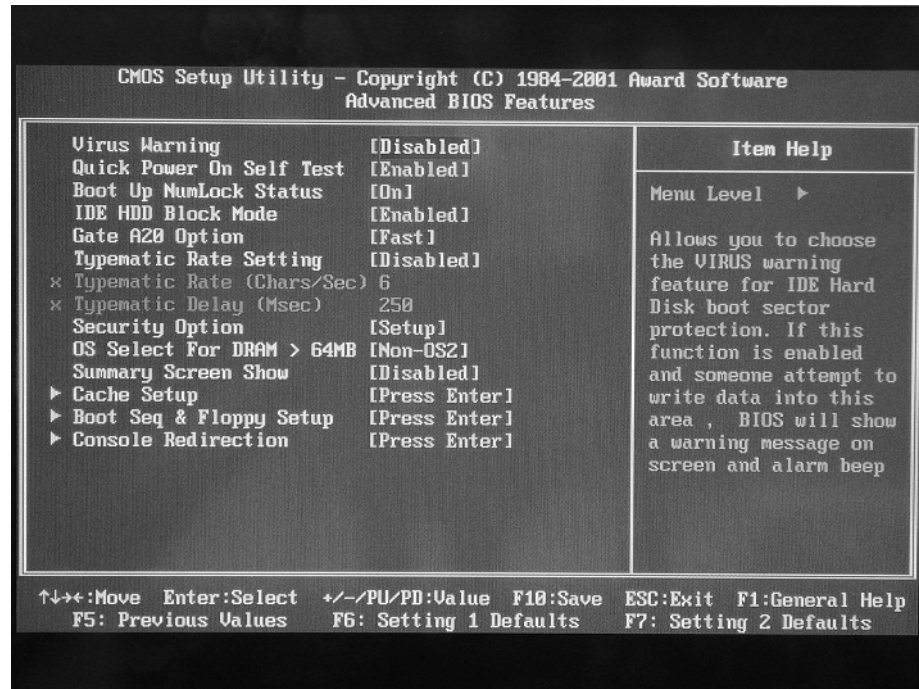 CMOS Setup Utility - Copyright (C) 1984-2001 Award Software
Advanced BIOS Features
Virus Warning [Disabled]
Quick Power On Self Test [Enabled]
Boot Up NumLock Status [On]
IDE HDD Block Mode [Enabled]
Gate A20 Option [Fast]
Typematic Rate Setting [Disabled]
x Typematic Rate (Chars/Sec) 6
x Typematic Delay (Msec) 250
Security Option [Setup]
OS Select For DRAM > 64MB [Non-OS2]
Summary Screen Show [Disabled]
▶ Cache Setup [Press Enter]
▶ Boot Seq & Floppy Setup [Press Enter]
▶ Console Redirection [Press Enter]
Item Help
Menu Level ▶
Allows you to choose
the VIRUS warning
feature for IDE Hard
Disk boot sector
protection. If this
function is enabled
and someone attempt to
write data into this
area , BIOS will show
a warning message on
screen and alarm beep
↑↓→←:Move Enter:Select +/-/PU/PD:Value F10:Save ESC:Exit F1:General Help
F5: Previous Values F6: Setting 1 Defaults F7: Setting 2 Defaults